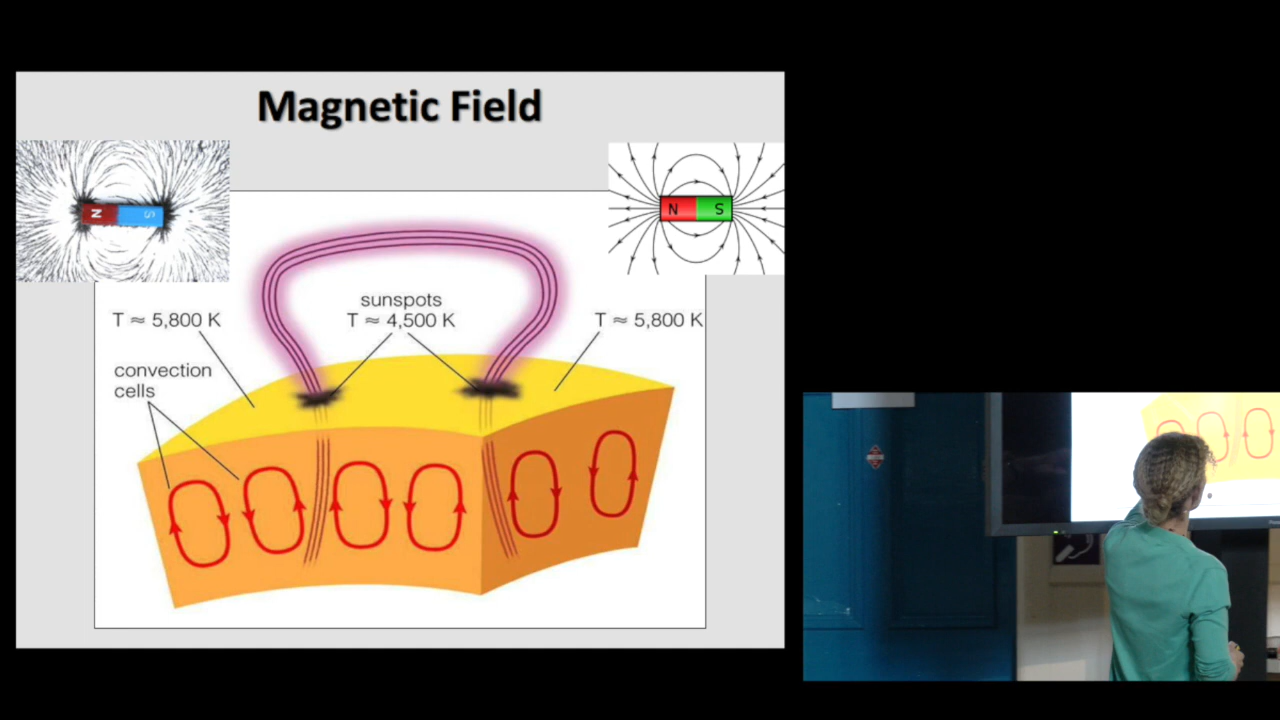 Magnetic Field
N S
N S
sunspots
T ≈ 5,800 K
T ≈ 4,500 K
T ≈ 5,800 K
convection
cells